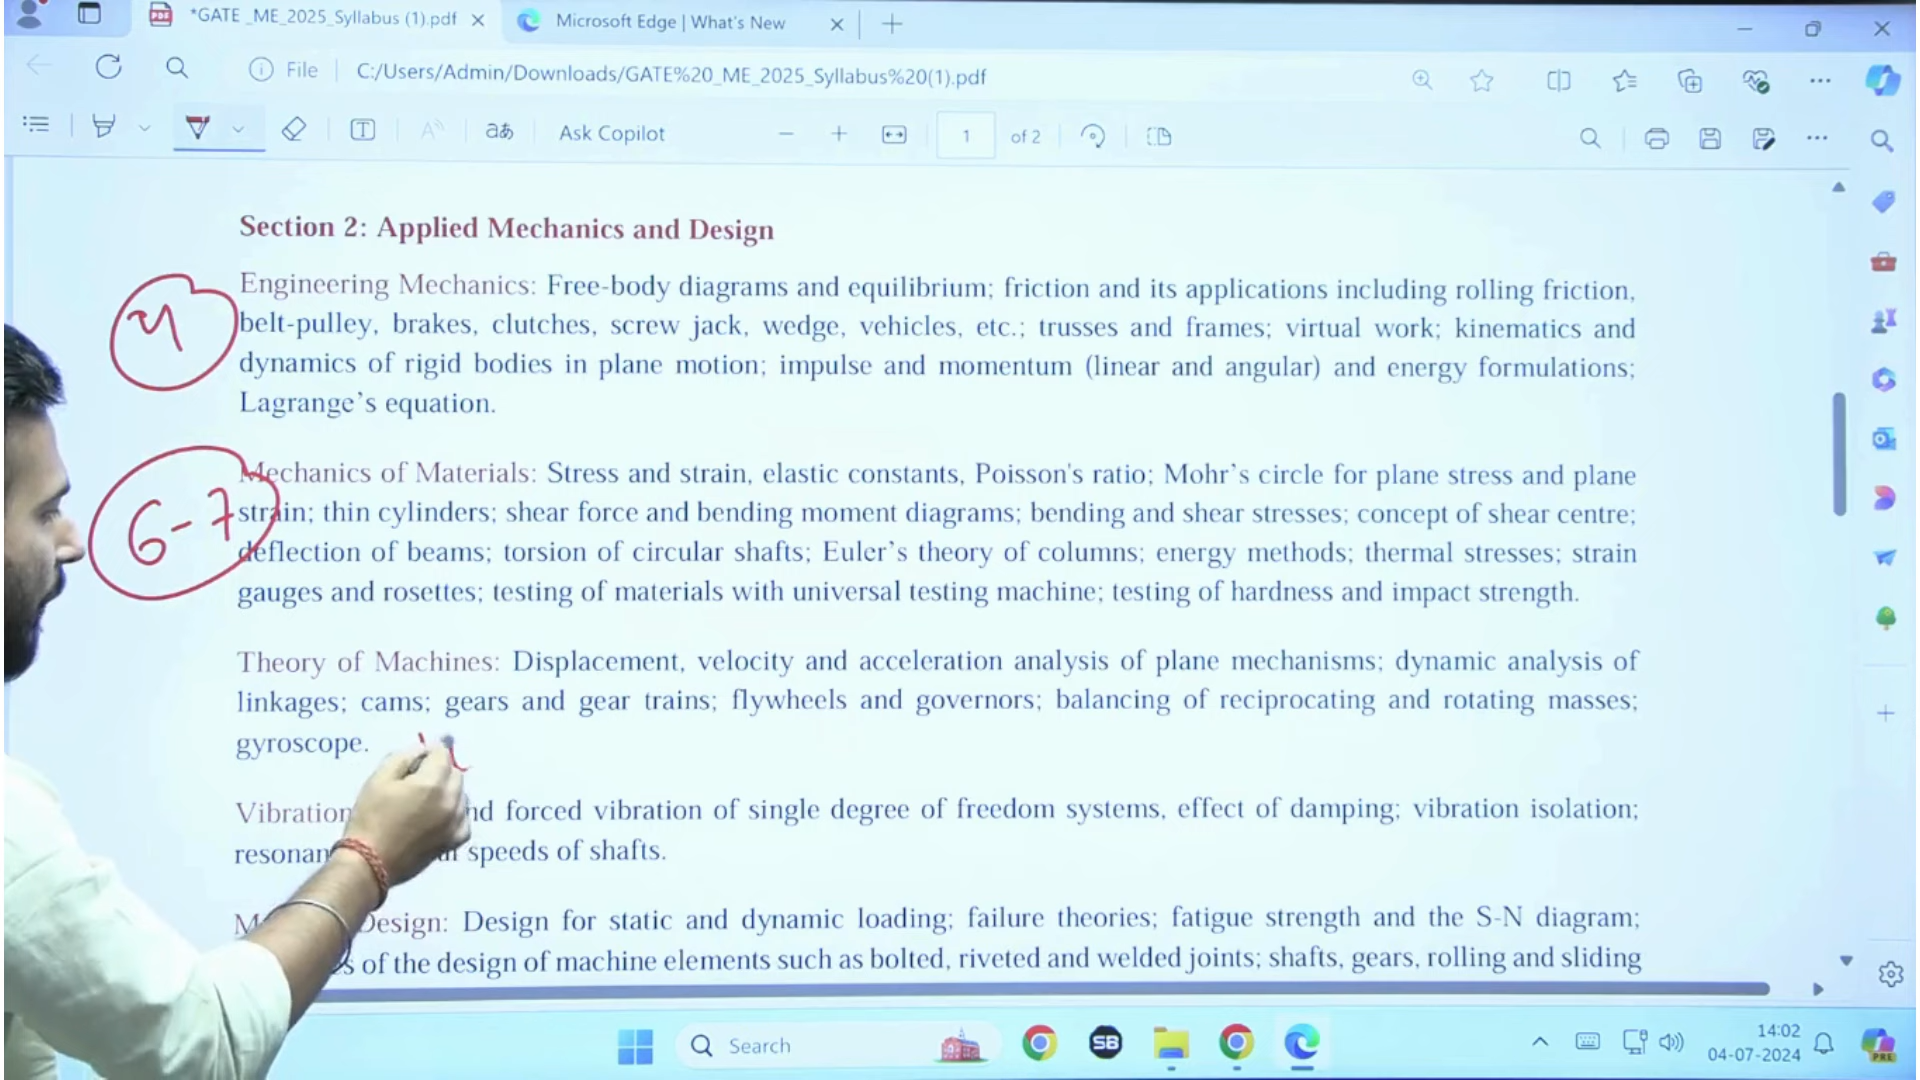 *GATE _ME_2025_Syllabus (1).pdf
Microsoft Edge | What's New
File
C:/Users/Admin/Downloads/GATE%20_ME_2025_Syllabus%20(1).pdf
aあ
Ask Copilot
1
of 2
Section 2: Applied Mechanics and Design
Engineering Mechanics: Free-body diagrams and equilibrium; friction and its applications including rolling friction,
belt-pulley, brakes, clutches, screw jack, wedge, vehicles, etc.; trusses and frames; virtual work; kinematics and
dynamics of rigid bodies in plane motion; impulse and momentum (linear and angular) and energy formulations;
Lagrange's equation.
6-7
Mechanics of Materials: Stress and strain, elastic constants, Poisson's ratio; Mohr's circle for plane stress and plane
strain; thin cylinders; shear force and bending moment diagrams; bending and shear stresses; concept of shear centre;
deflection of beams; torsion of circular shafts; Euler's theory of columns; energy methods; thermal stresses; strain
gauges and rosettes; testing of materials with universal testing machine; testing of hardness and impact strength.
Theory of Machines: Displacement, velocity and acceleration analysis of plane mechanisms; dynamic analysis of
linkages; cams; gears and gear trains; flywheels and governors; balancing of reciprocating and rotating masses;
gyroscope.
Vibration forced vibration of single degree of freedom systems, effect of damping; vibration isolation;
speeds of shafts.
Design: Design for static and dynamic loading; failure theories; fatigue strength and the S-N diagram;
of the design of machine elements such as bolted, riveted and welded joints; shafts, gears, rolling and sliding
Search
SB
14:02
04-07-2024
PRE